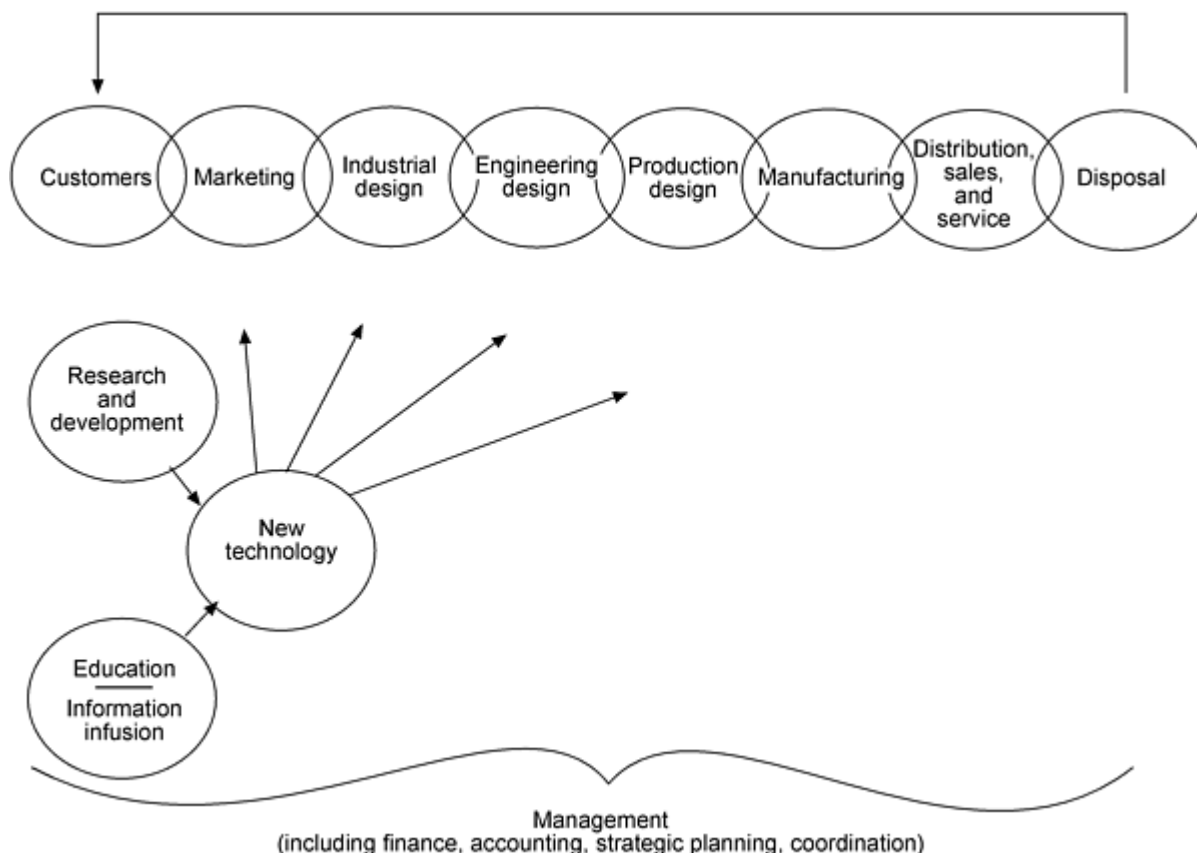 Customers
Marketing
Industrial
design
Engineering
design
Production
design
Manufacturing
Distribution,
sales,
and
service
Disposal
Research
and
development
New
technology
Education
Information
infusion
Management
(including finance, accounting, strategic planning, coordination)